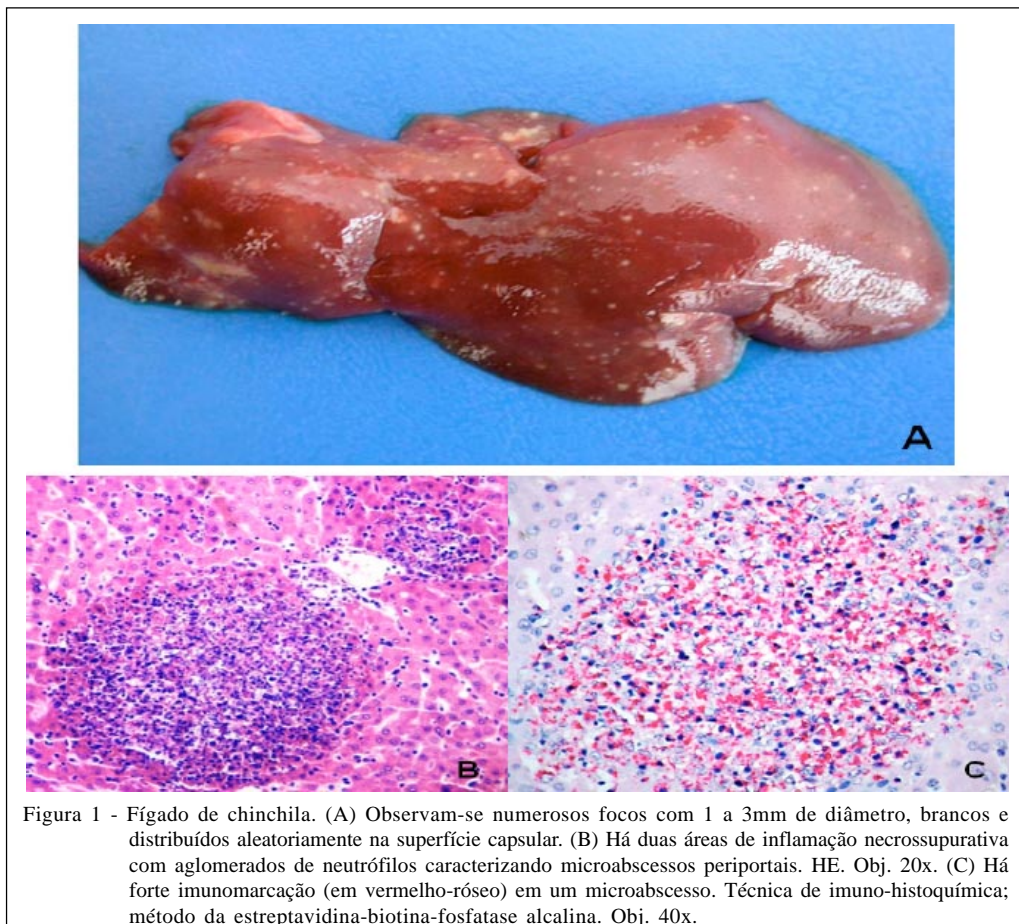 A
B
C
Figura 1 - Fígado de chinchila. (A) Observam-se numerosos focos com 1 a 3mm de diâmetro, brancos e
distribuídos aleatoriamente na superfície capsular. (B) Há duas áreas de inflamação necrossupurativa
com aglomerados de neutrófilos caracterizando microabscessos periportais. HE. Obj. 20x. (C) Há
forte imunomarcação (em vermelho-róseo) em um microabscesso. Técnica de imuno-histoquímica;
método da estreptavidina-biotina-fosfatase alcalina. Obj. 40x.